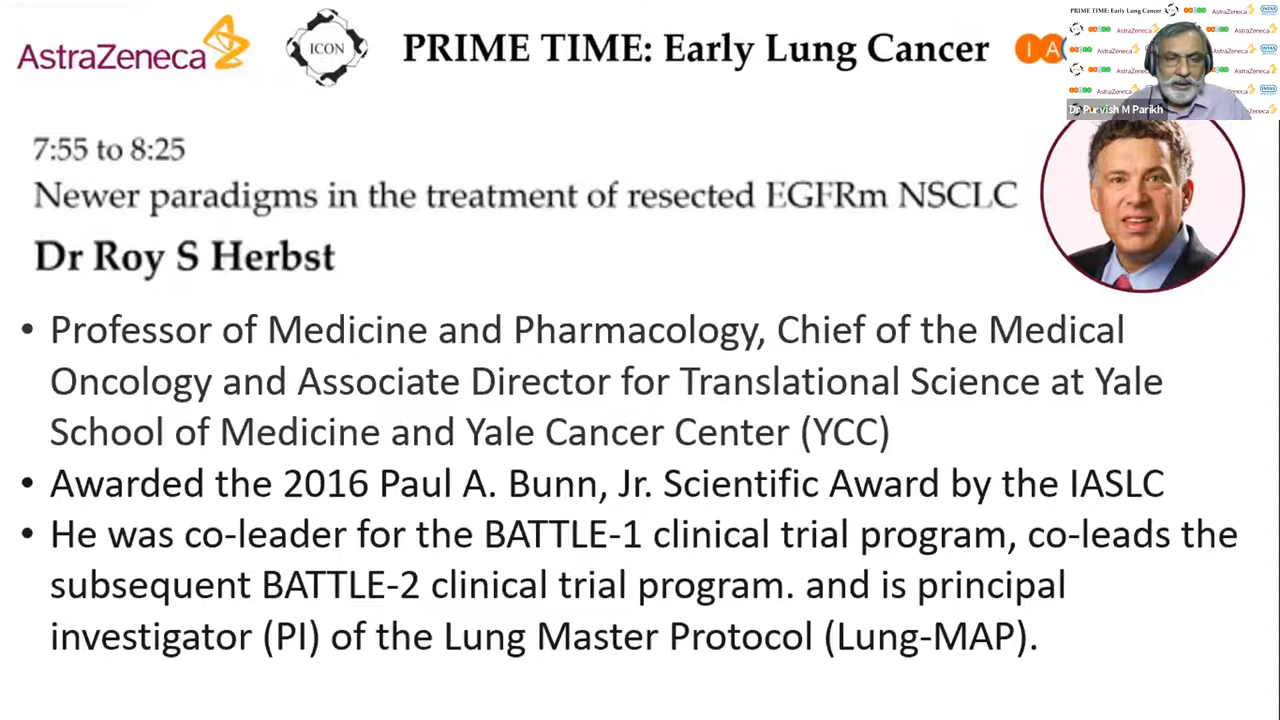 AstraZeneca
ICON
PRIME TIME: Early Lung Cancer
I A
PRIME TIME: Early Lung Cancer
AstraZeneca
INTAS
Dr Purvish M Parikh
7:55 to 8:25
Newer paradigms in the treatment of resected EGFRm NSCLC
Dr Roy S Herbst
• Professor of Medicine and Pharmacology, Chief of the Medical
Oncology and Associate Director for Translational Science at Yale
School of Medicine and Yale Cancer Center (YCC)
• Awarded the 2016 Paul A. Bunn, Jr. Scientific Award by the IASLC
• He was co-leader for the BATTLE-1 clinical trial program, co-leads the
subsequent BATTLE-2 clinical trial program. and is principal
investigator (PI) of the Lung Master Protocol (Lung-MAP).